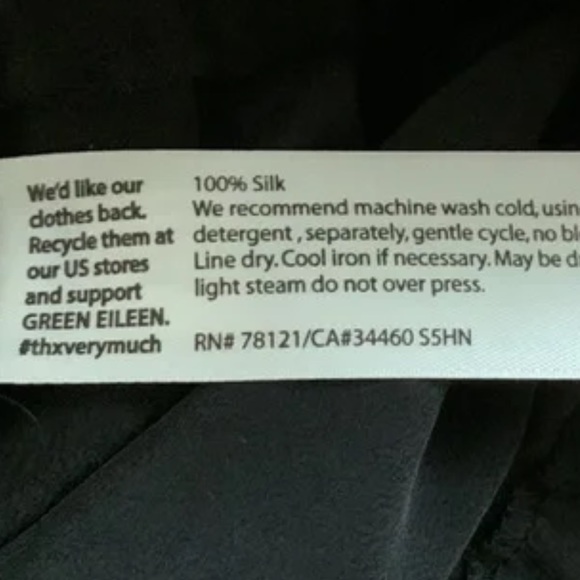 We'd like our
clothes back.
Recycle them at
our US stores
and support
GREEN EILEEN.
#thxverymuch
100% Silk
We recommend machine wash cold,
detergent, separately, gentle cycle, no
Line dry. Cool iron if necessary. May be
light steam do not over press.
RN# 78121/CA#34460 S5HN